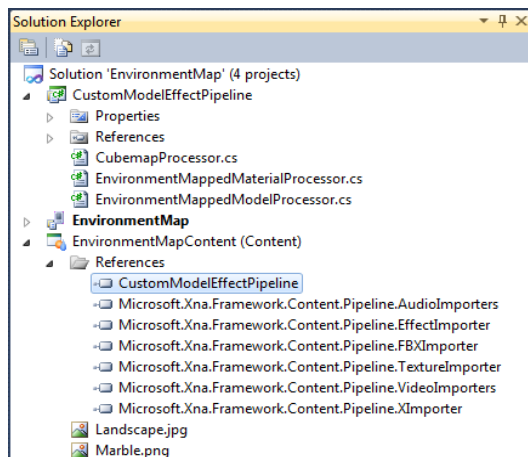 Solution Explorer
Solution 'EnvironmentMap' (4 projects)
CustomModelEffectPipeline
Properties
References
CubemapProcessor.cs
EnvironmentMappedMaterialProcessor.cs
EnvironmentMappedModelProcessor.cs
EnvironmentMap
EnvironmentMapContent (Content)
References
CustomModelEffectPipeline
Microsoft.Xna.Framework.Content.Pipeline.AudioImporters
Microsoft.Xna.Framework.Content.Pipeline.EffectImporter
Microsoft.Xna.Framework.Content.Pipeline.FBXImporter
Microsoft.Xna.Framework.Content.Pipeline.TextureImporter
Microsoft.Xna.Framework.Content.Pipeline.VideoImporters
Microsoft.Xna.Framework.Content.Pipeline.XImporter
Landscape.jpg
Marble.png